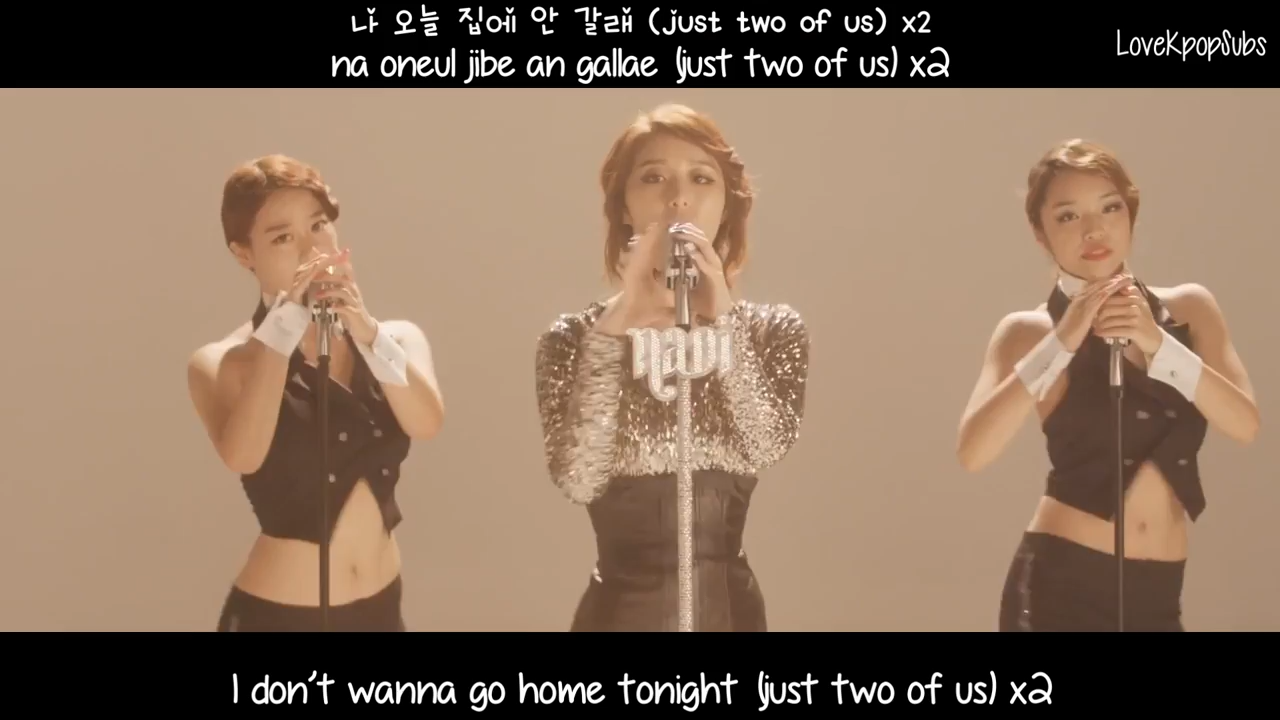 나 오늘 집에 안 갈래 (just two of us) x2
na oneul jibe an gallae (just two of us) x2
LoveKpopSubs
Navi
I don't wanna go home tonight (just two of us) x2